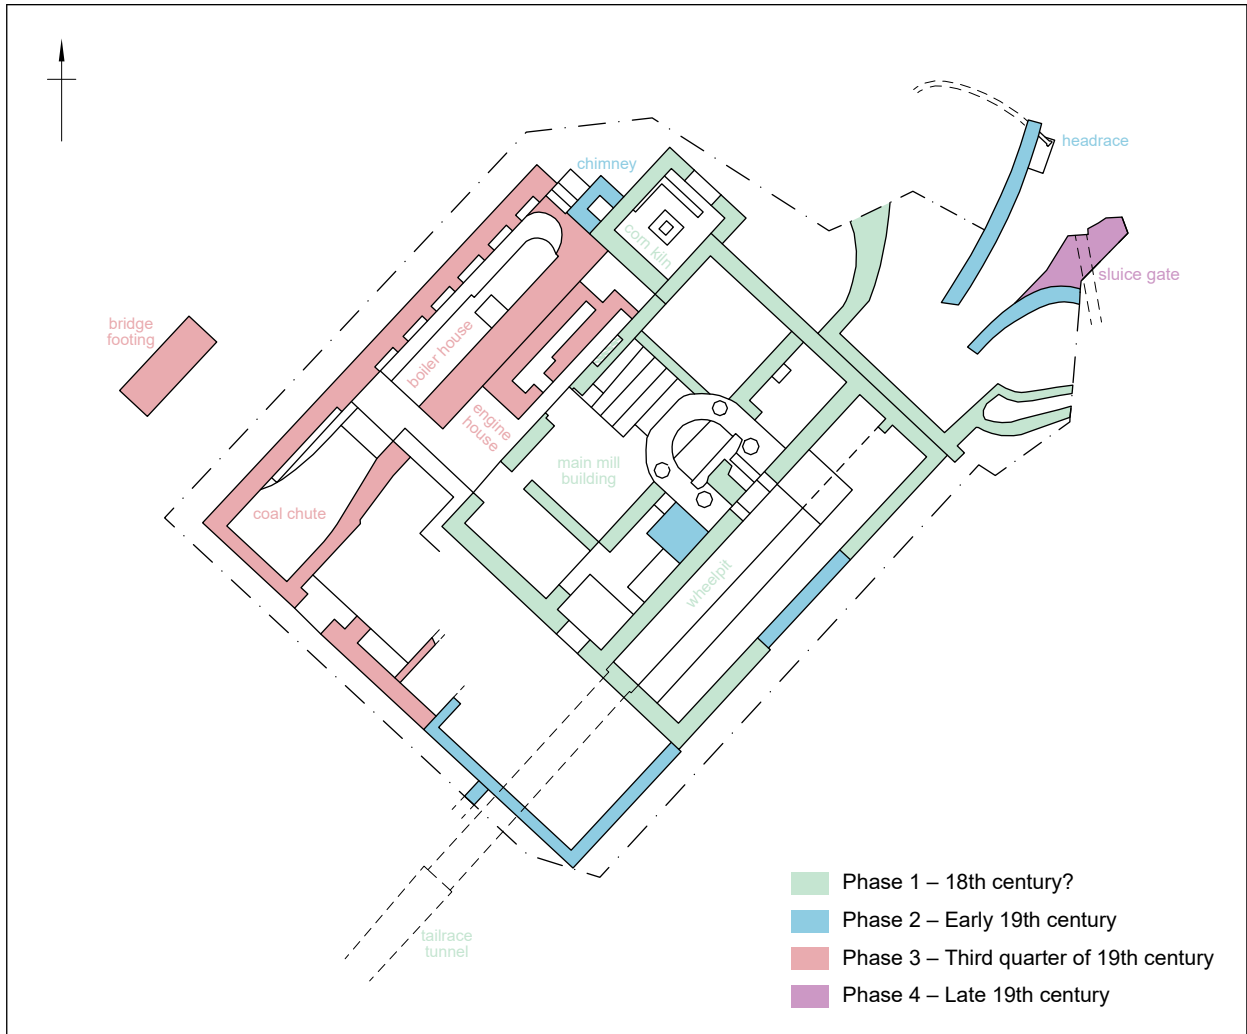 chimney
headrace
corn kiln
sluice gate
bridge
footing
boiler house
engine
house
main mill
building
coal chute
wheelpit
tailrace
tunnel
Phase 1 – 18th century?
Phase 2 – Early 19th century
Phase 3 – Third quarter of 19th century
Phase 4 – Late 19th century